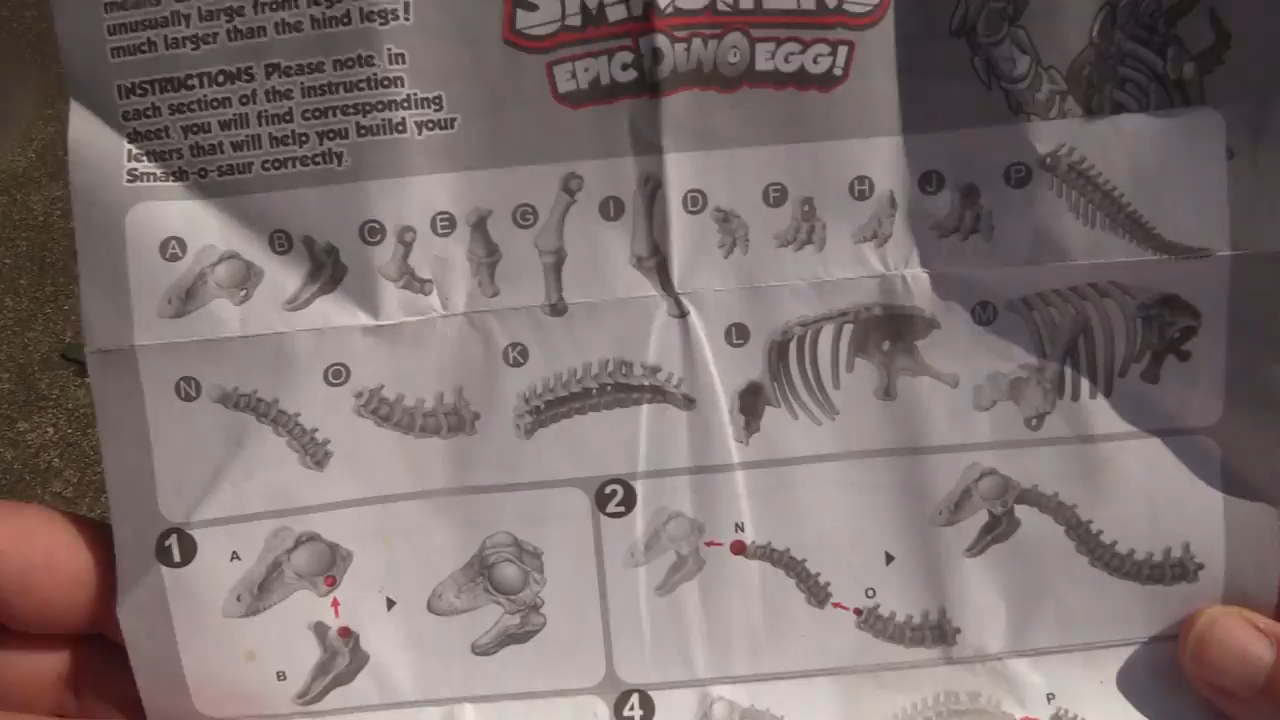 unusually large front legs
much larger than the hind legs!
INSTRUCTIONS: Please note, in
each section of the instruction
sheet, you will find corresponding
letters that will help you build your
Smash-o-saur correctly.
SMASHERS
EPIC DINO EGG!
A B C E G I D F H J P
N O K L M
1
A
B
2
N
O
4
P